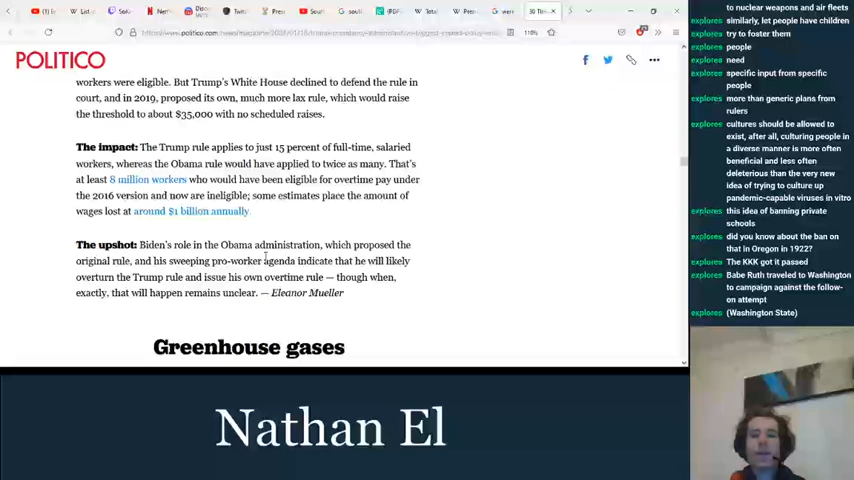 POLITICO
workers were eligible. But Trump's White House declined to defend the rule in
court, and in 2019, proposed its own, much more lax rule, which would raise
the threshold to about $35,000 with no scheduled raises.
The impact: The Trump rule applies to just 15 percent of full-time, salaried
workers, whereas the Obama rule would have applied to twice as many. That's
at least 8 million workers who would have been eligible for overtime pay under
the 2016 version and now are ineligible; some estimates place the amount of
wages lost at around $1 billion annually.
The upshot: Biden's role in the Obama administration, which proposed the
original rule, and his sweeping pro-worker agenda indicate that he will likely
overturn the Trump rule and issue his own overtime rule — though when,
exactly, that will happen remains unclear. — Eleanor Mueller
Greenhouse gases
110%
to nuclear weapons and air fleets
explores similarly, let people have children
explores try to foster them
explores people
explores need
explores specific input from specific
people
explores more than generic plans from
rulers
explores cultures should be allowed to
exist, after all, culturing people in
a diverse manner is more often
beneficial and less often
deleterious than the very new
idea of trying to culture up
pandemic-capable viruses in vitro
explores this idea of banning private
schools
explores did you know about the ban on
that in Oregon in 1922?
explores The KKK got it passed
explores Babe Ruth traveled to Washington
to campaign against the follow-
on attempt
explores (Washington State)
Nathan El